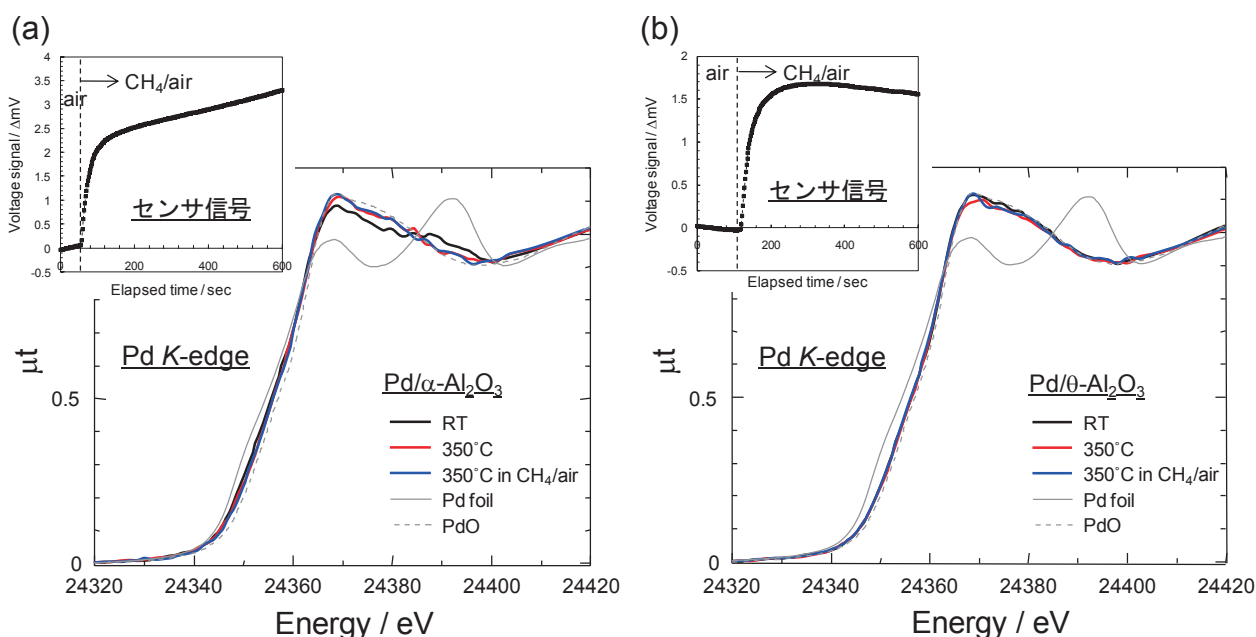 (a)
4
3.5
3
2.5
2
1.5
1
0.5
0
-0.5
Voltage signal / ΔmV
air
CH4/air
センサ信号
0
200
400
600
Elapsed time / sec
μt
0.5
0
Pd K-edge
Pd/α-Al2O3
RT
350˚C
350˚C in CH4/air
Pd foil
PdO
24320
24340
24360
24380
24400
24420
Energy / eV
(b)
2
1.5
1
0.5
0
-0.5
Voltage signal / ΔmV
air
CH4/air
センサ信号
0
200
400
600
Elapsed time / sec
μt
0.5
0
Pd K-edge
Pd/θ-Al2O3
RT
350˚C
350˚C in CH4/air
Pd foil
PdO
24320
24340
24360
24380
24400
24420
Energy / eV